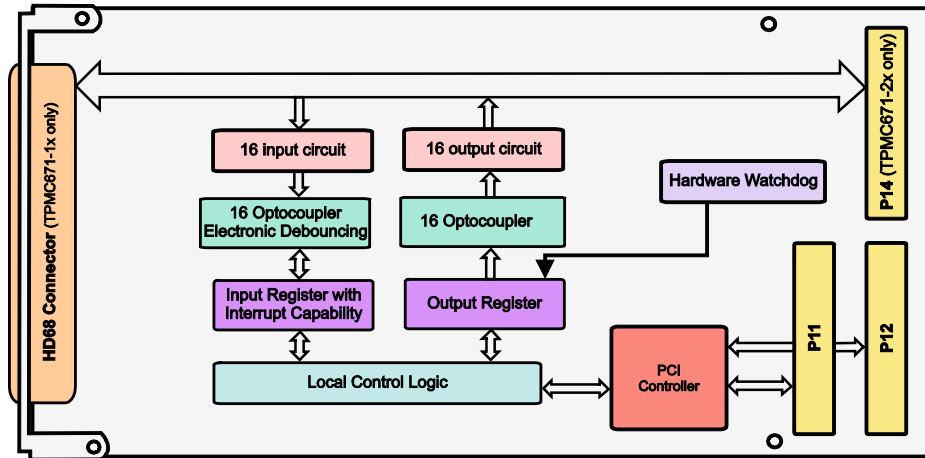 HD68 Connector (TPMC671-1x only)
16 input circuit
16 output circuit
P14 (TPMC671-2x only)
Hardware Watchdog
16 Optocoupler
Electronic Debouncing
16 Optocoupler
Input Register with
Interrupt Capability
Output Register
P11
P12
PCI
Controller
Local Control Logic